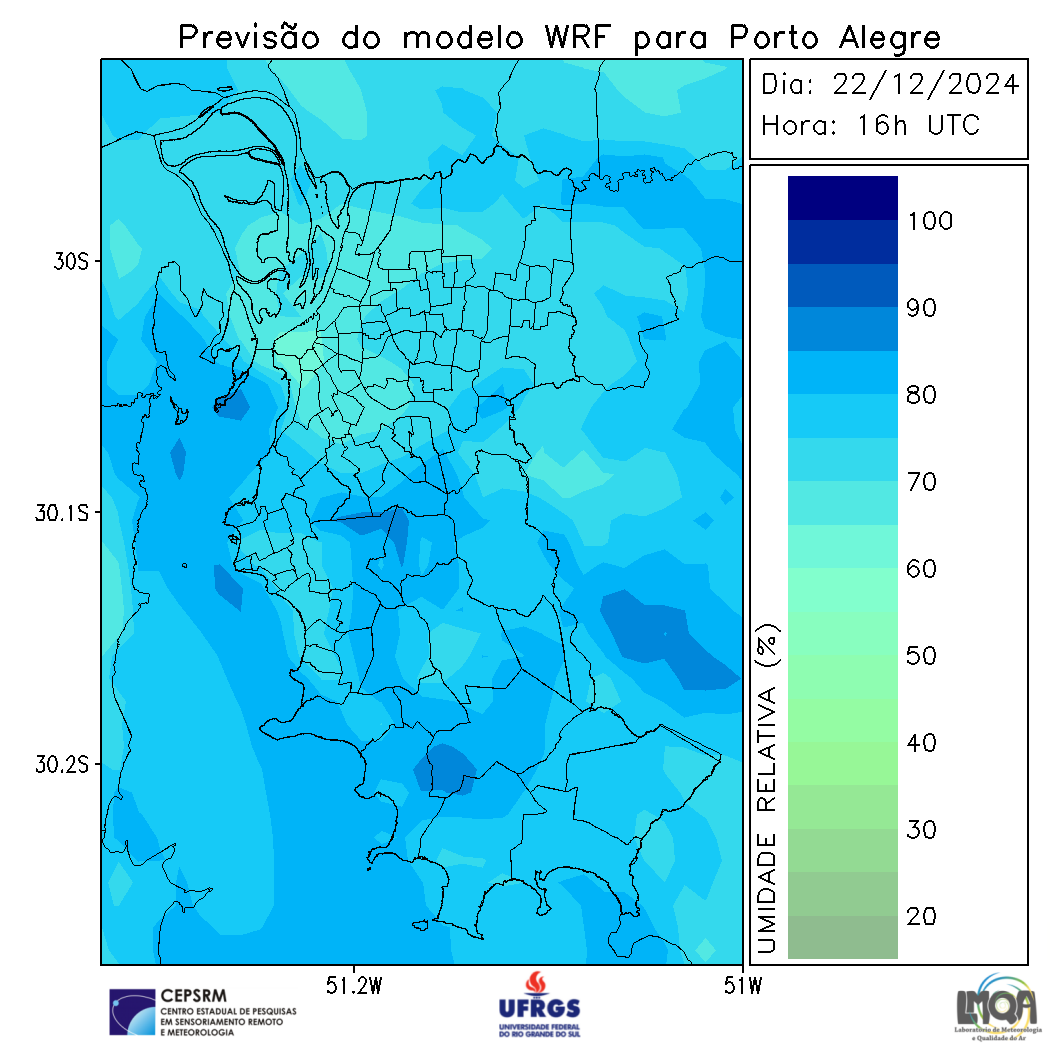 Previsão do modelo WRF para Porto Alegre
Dia: 22/12/2024
Hora: 16h UTC
30S
30.1S
30.2S
51.2W
51W
100
90
80
70
60
50
40
30
20
UMIDADE RELATIVA (%)
CEPSRM
CENTRO ESTADUAL DE PESQUISAS
EM SENSORIAMENTO REMOTO
E METEOROLOGIA
UFRGS
UNIVERSIDADE FEDERAL
DO RIO GRANDE DO SUL
LMQA
Laboratório de Meteorologia
e Qualidade do Ar